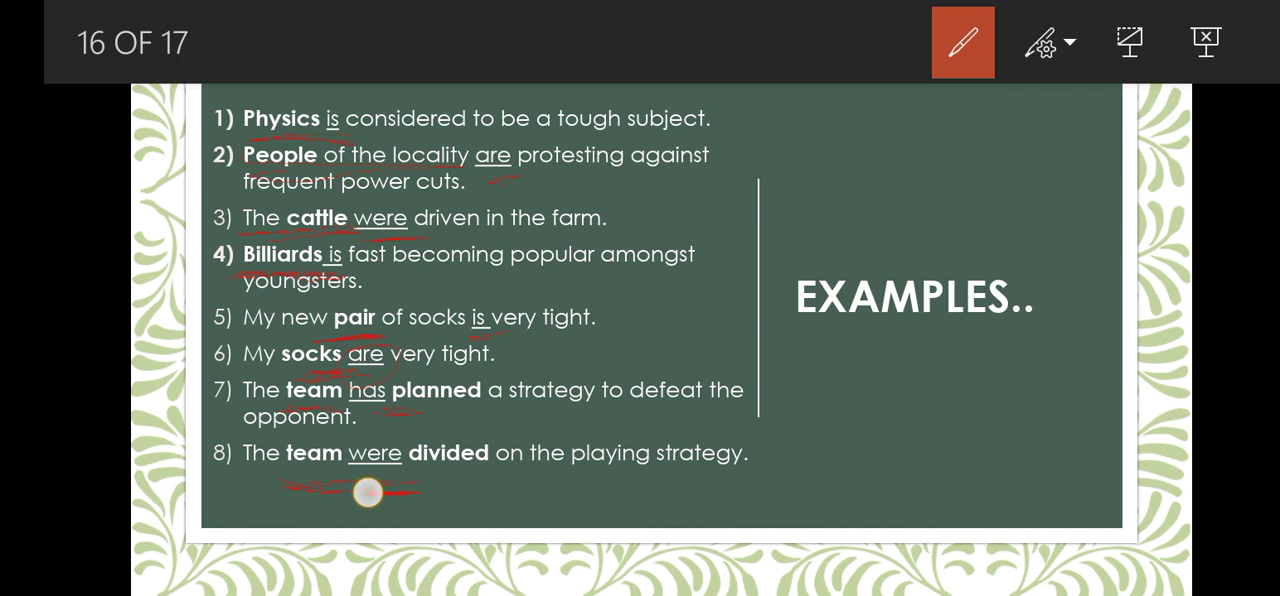 16 OF 17
1) Physics is considered to be a tough subject.
2) People of the locality are protesting against
frequent power cuts.
3) The cattle were driven in the farm.
4) Billiards is fast becoming popular amongst
youngsters.
5) My new pair of socks is very tight.
6) My socks are very tight.
7) The team has planned a strategy to defeat the
opponent.
8) The team were divided on the playing strategy.
EXAMPLES..